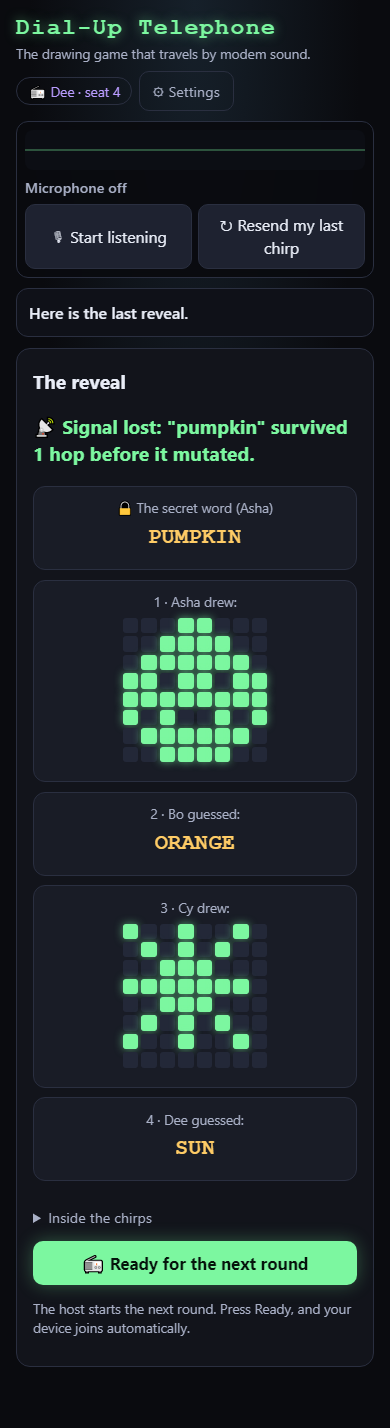 Dial-Up Telephone
The drawing game that travels by modem sound.
📻 Dee · seat 4
⚙ Settings
Microphone off
🎙 Start listening
↻ Resend my last
chirp
Here is the last reveal.
The reveal
📡 Signal lost: "pumpkin" survived
1 hop before it mutated.
🔒 The secret word (Asha)
PUMPKIN
1 · Asha drew:
2 · Bo guessed:
ORANGE
3 · Cy drew:
4 · Dee guessed:
SUN
▶ Inside the chirps
📻 Ready for the next round
The host starts the next round. Press Ready, and your
device joins automatically.